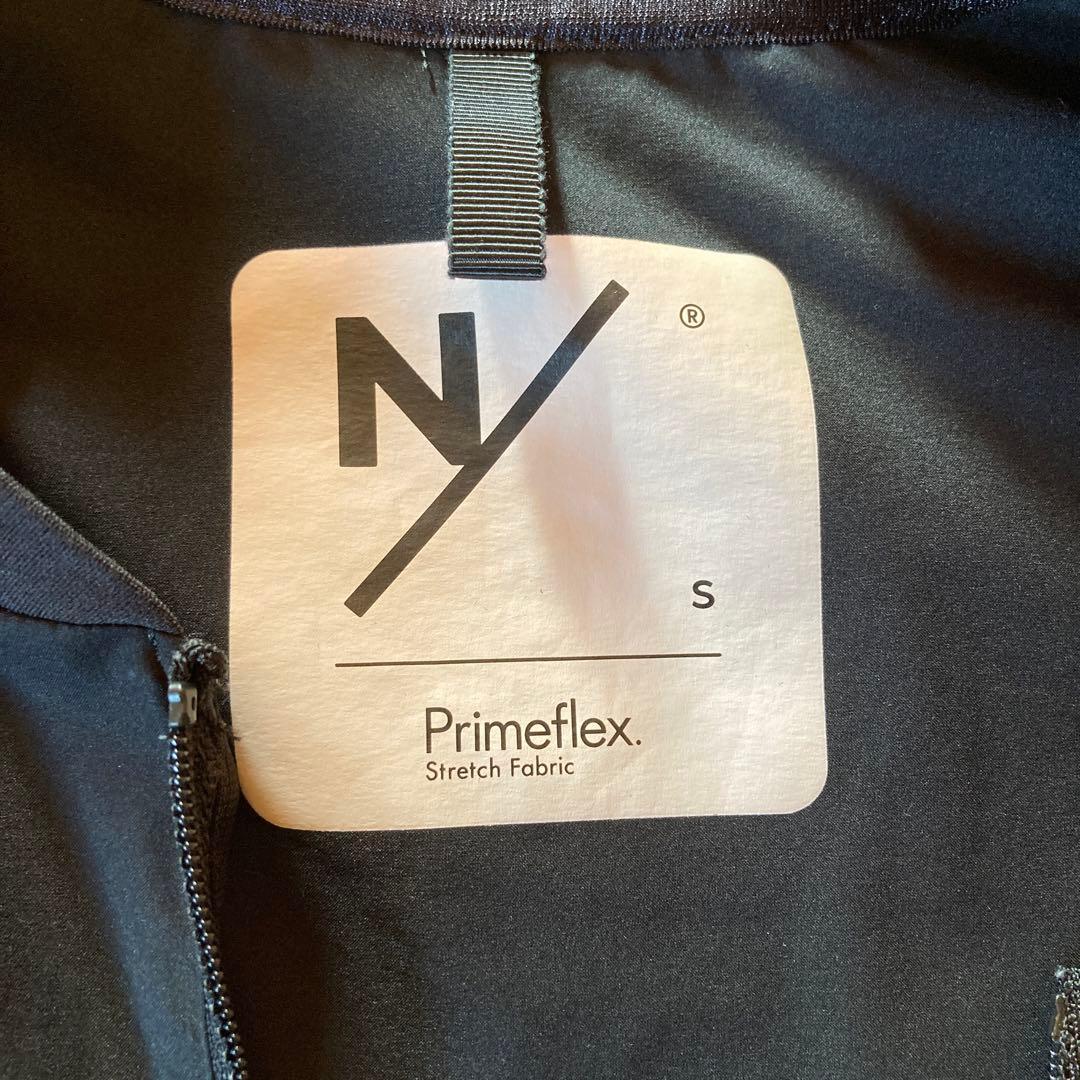 N/
®
S
Primeflex.
Stretch Fabric